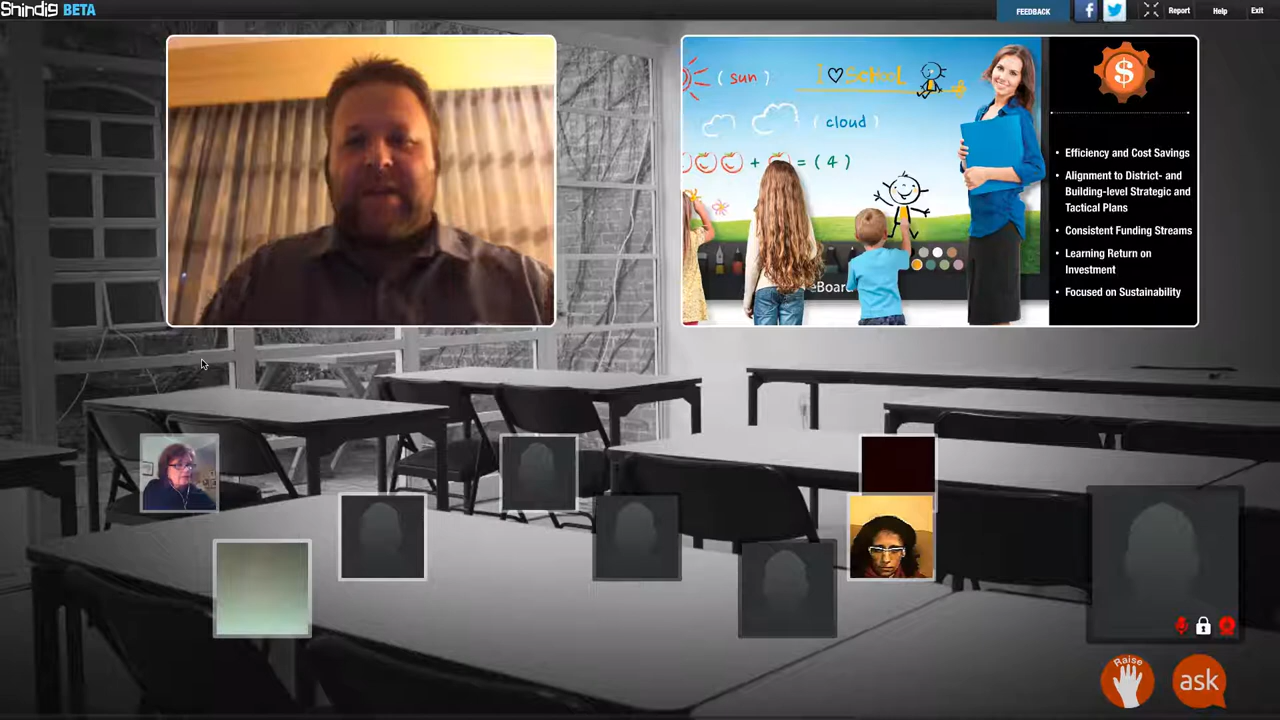 Shindig BETA
FEEDBACK
f
Report
Help
Exit
( sun )
I ♡ ScHooL
( cloud )
+ = ( 4 )
eBoar
$
• Efficiency and Cost Savings
• Alignment to District- and
Building-level Strategic and
Tactical Plans
• Consistent Funding Streams
• Learning Return on
Investment
• Focused on Sustainability
Raise
ask